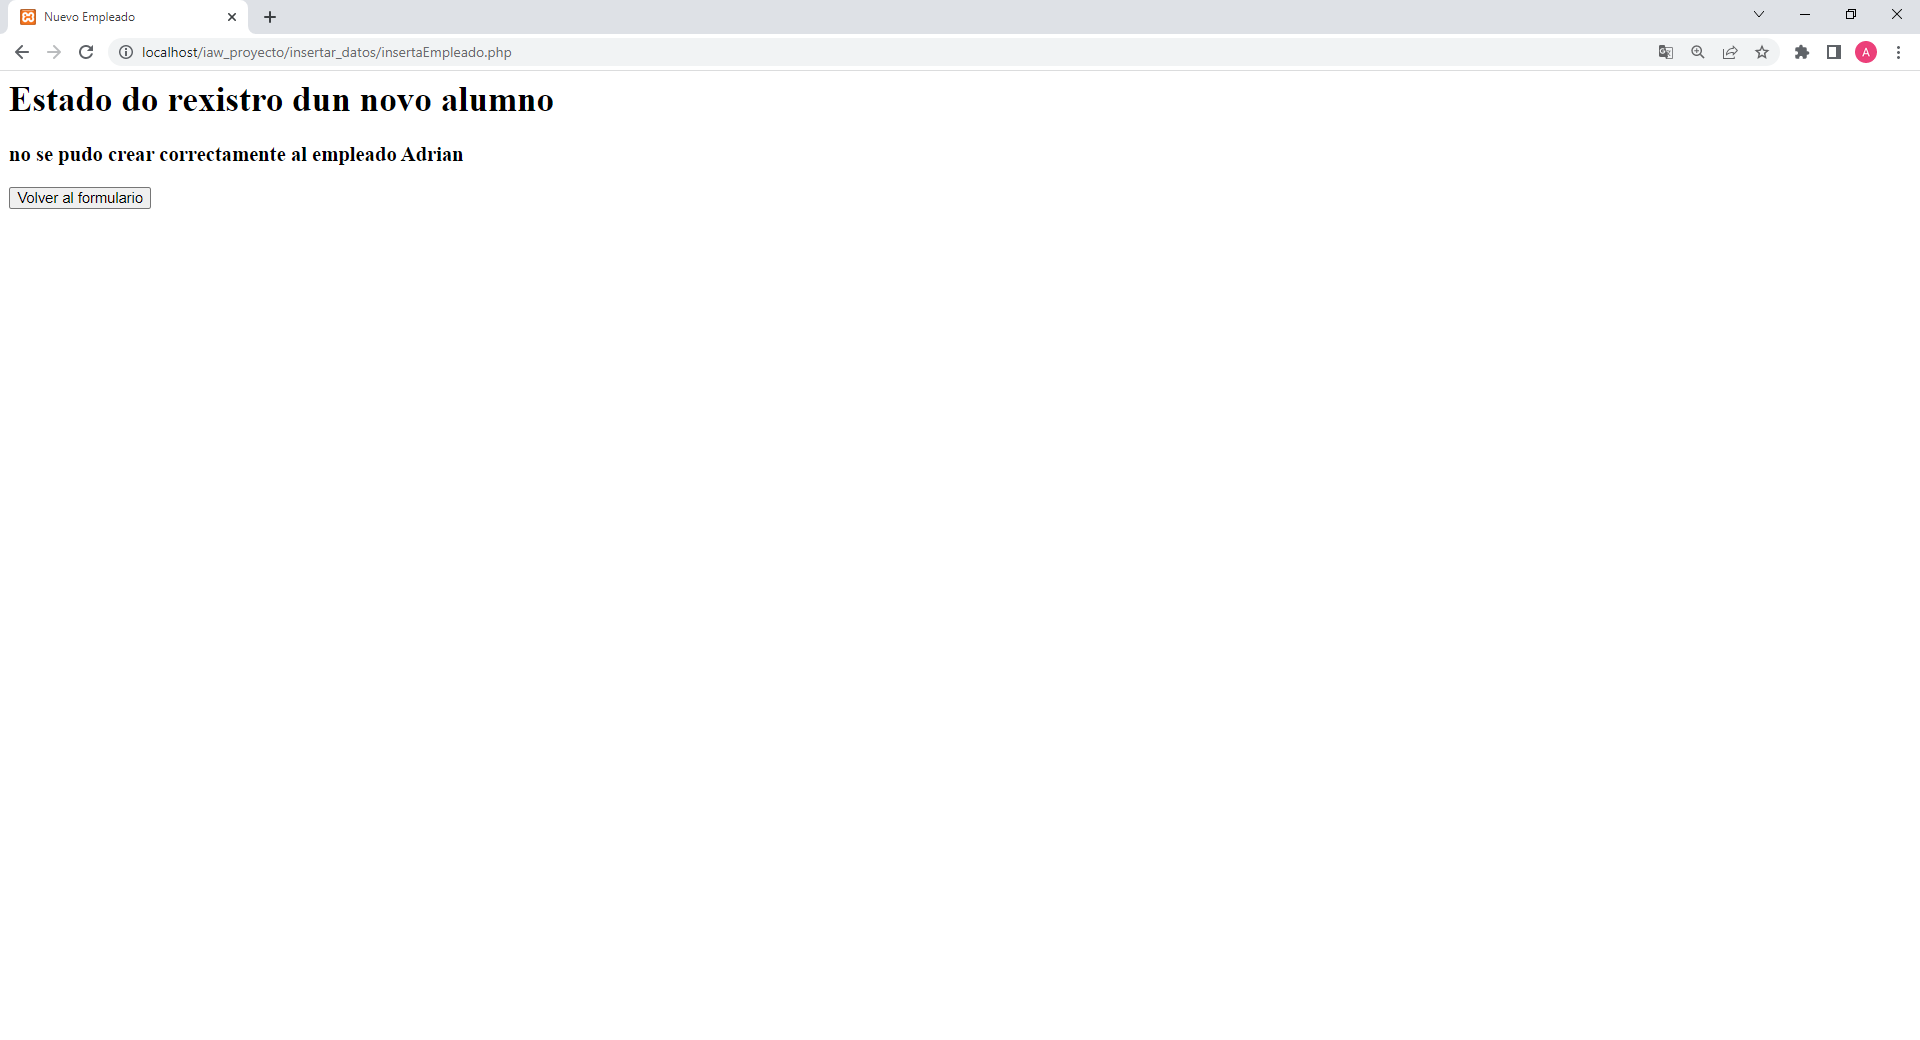 Nuevo Empleado
localhost/iaw_proyecto/insertar_datos/insertaEmpleado.php
A
Estado do rexistro dun novo alumno
no se pudo crear correctamente al empleado Adrian
Volver al formulario